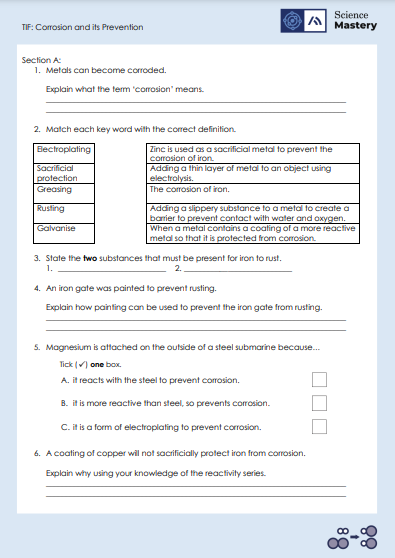 TIF: Corrosion and its Prevention
Science
Mastery
Section A:
1. Metals can become corroded.
Explain what the term ‘corrosion’ means.
2. Match each key word with the correct definition.
Electroplating
Zinc is used as a sacrificial metal to prevent the
corrosion of iron.
Sacrificial
protection
Adding a thin layer of metal to an object using
electrolysis.
Greasing
The corrosion of iron.
Rusting
Adding a slippery substance to a metal to create a
barrier to prevent contact with water and oxygen.
Galvanise
When a metal contains a coating of a more reactive
metal so that it is protected from corrosion.
3. State the two substances that must be present for iron to rust.
1. ____________________ 2. ____________________
4. An iron gate was painted to prevent rusting.
Explain how painting can be used to prevent the iron gate from rusting.
5. Magnesium is attached on the outside of a steel submarine because...
Tick (✓) one box.
A. it reacts with the steel to prevent corrosion.
B. it is more reactive than steel, so prevents corrosion.
C. it is a form of electroplating to prevent corrosion.
6. A coating of copper will not sacrificially protect iron from corrosion.
Explain why using your knowledge of the reactivity series.